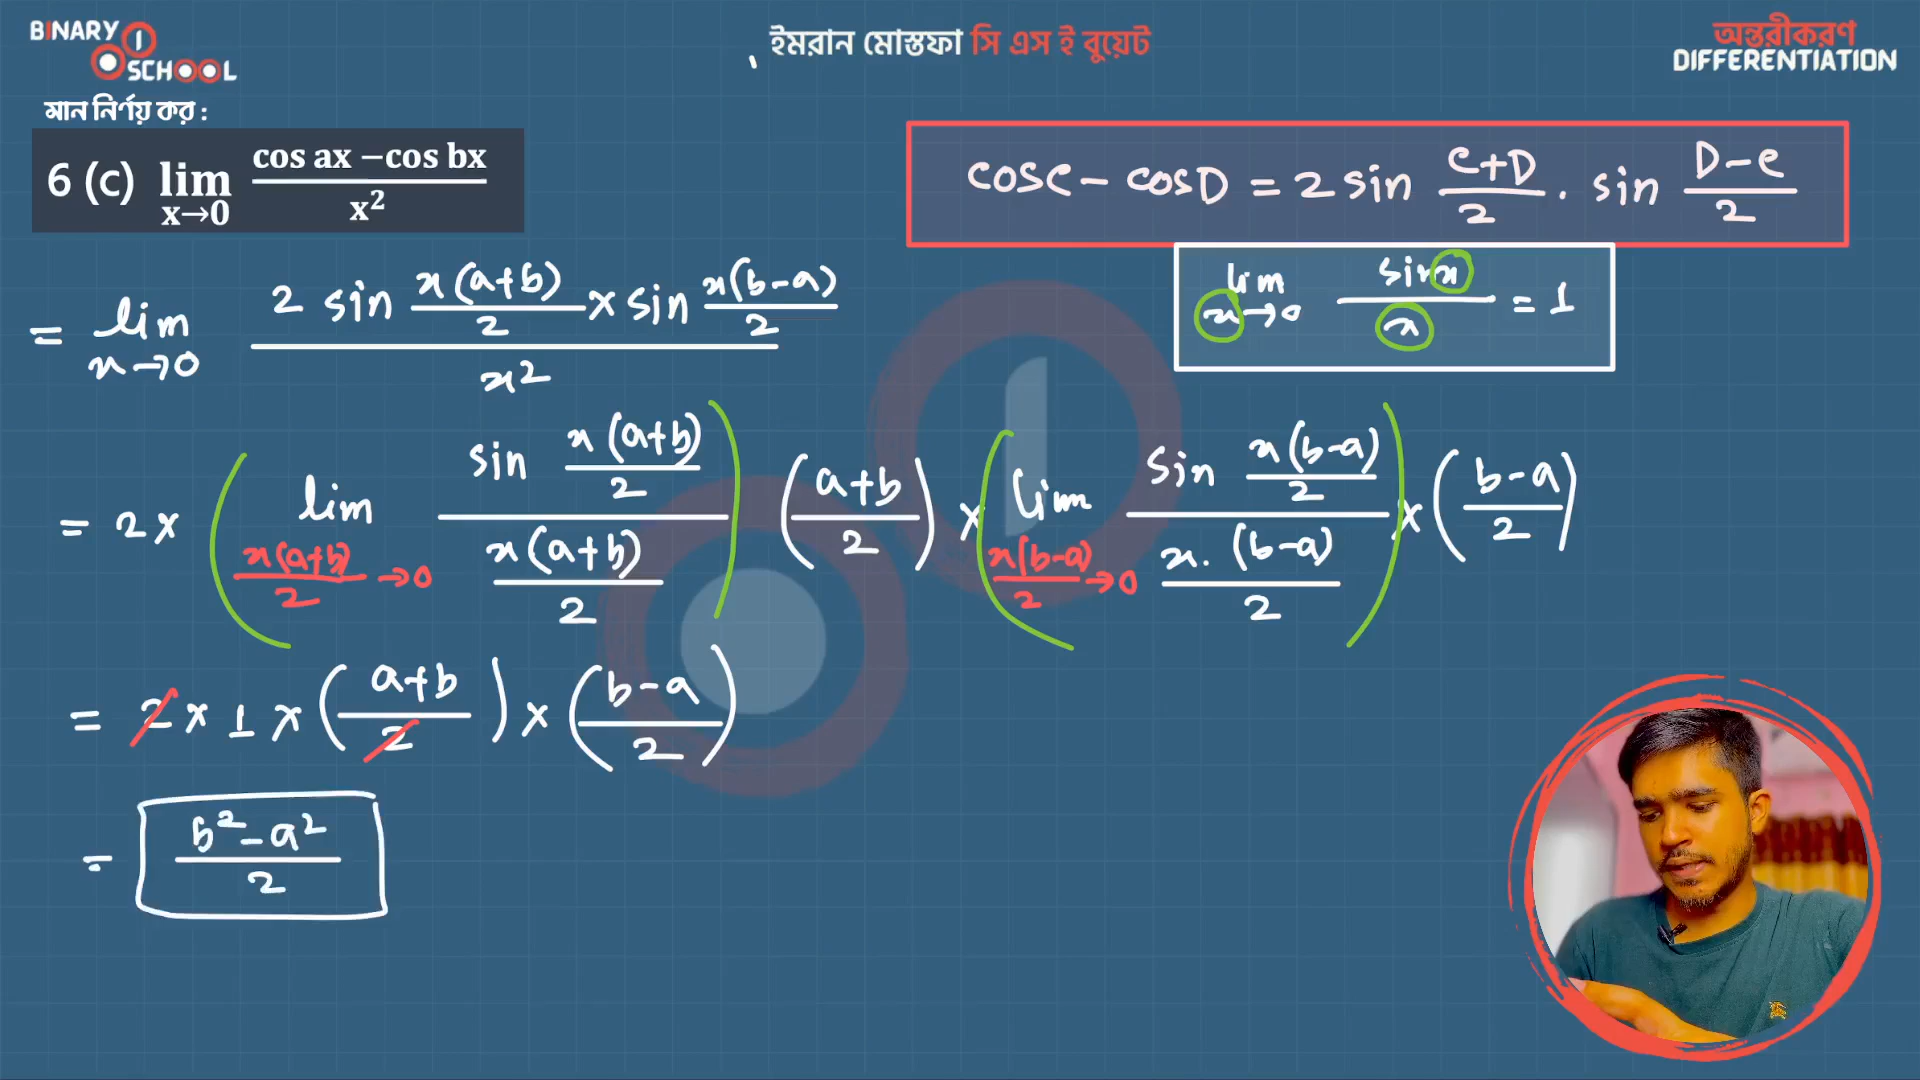 BINARY SCHOOL
ইমরান মোস্তফা সি এস ই বুয়েট
অন্তরীকরণ
DIFFERENTIATION
মান নির্ণয় কর :
6 (c) lim x→0 (cos ax –cos bx)/x²
cosC – cosD = 2 sin (C+D)/2 · sin (D–C)/2
lim x→0 sin x/x = 1
= lim x→0 (2 sin x(a+b)/2 × sin x(b–a)/2)/x²
= 2 × ( lim x(a+b)/2 →0 (sin x(a+b)/2)/(x(a+b)/2) ) ((a+b)/2) × ( lim x(b–a)/2 →0 (sin x(b–a)/2)/(x·(b–a)/2) ) × ((b–a)/2)
= 2 × 1 × ((a+b)/2) × ((b–a)/2)
= (b²–a²)/2